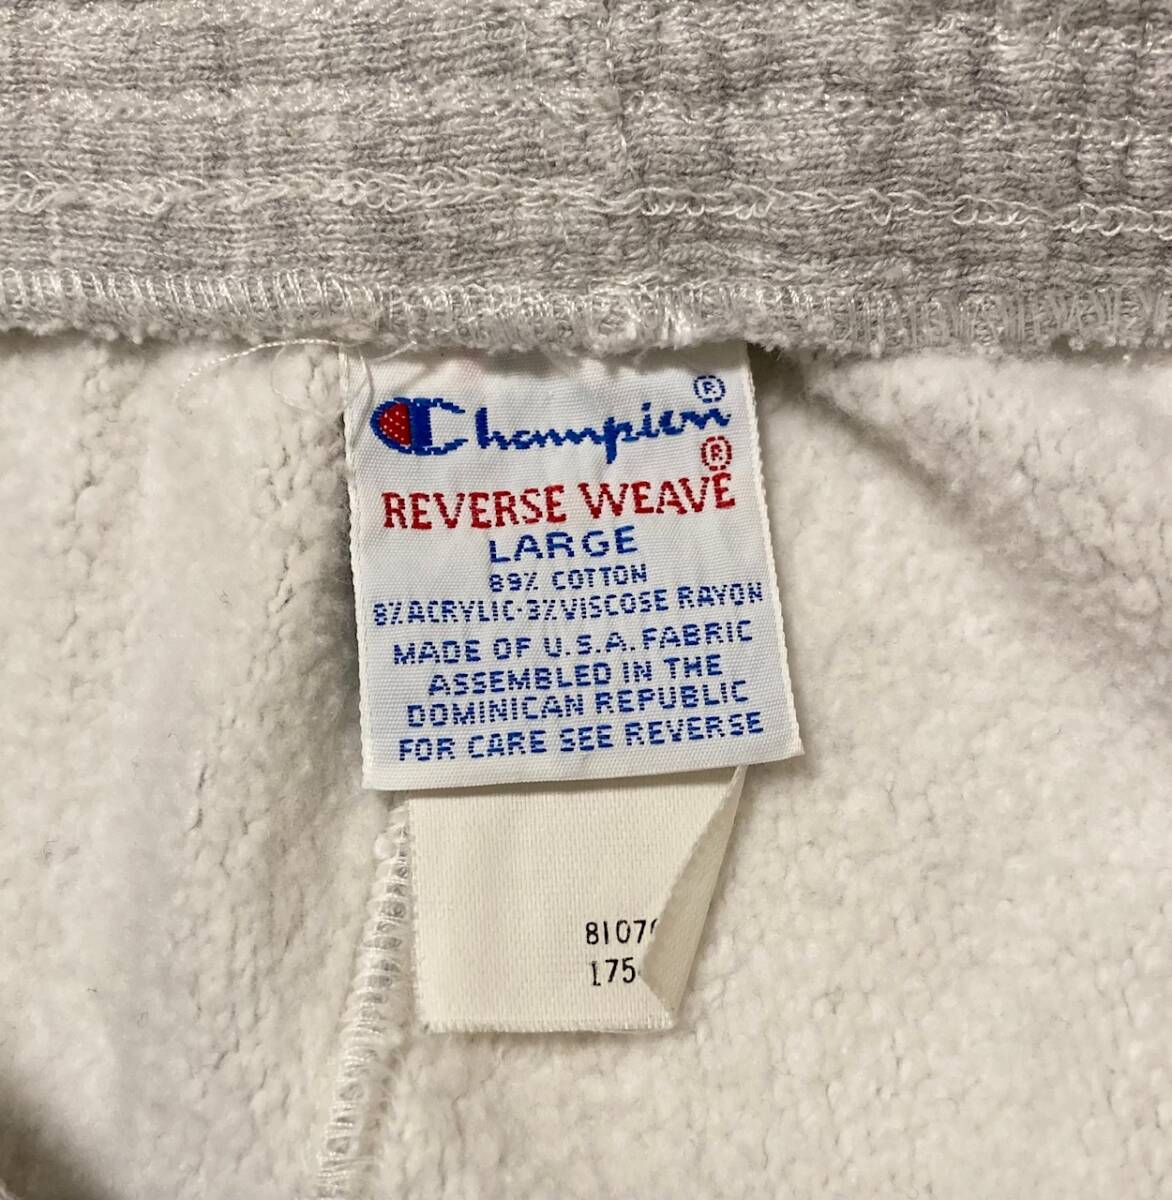 Champion ®
REVERSE WEAVE ®
LARGE
89% COTTON
8% ACRYLIC-3% VISCOSE RAYON
MADE OF U.S.A. FABRIC
ASSEMBLED IN THE
DOMINICAN REPUBLIC
FOR CARE SEE REVERSE
8107
175